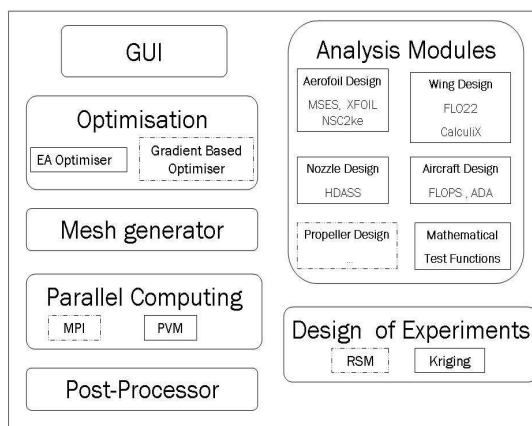 GUI
Optimisation
EA Optimiser
Gradient Based
Optimiser
Mesh generator
Parallel Computing
MPI
PVM
Post-Processor
Analysis Modules
Aerofoil Design
MSES, XFOIL
NSC2ke
Wing Design
FLO22
CalculiX
Nozzle Design
HDASS
Aircraft Design
FLOPS , ADA
Propeller Design
...
Mathematical
Test Functions
Design of Experiments
RSM
Kriging